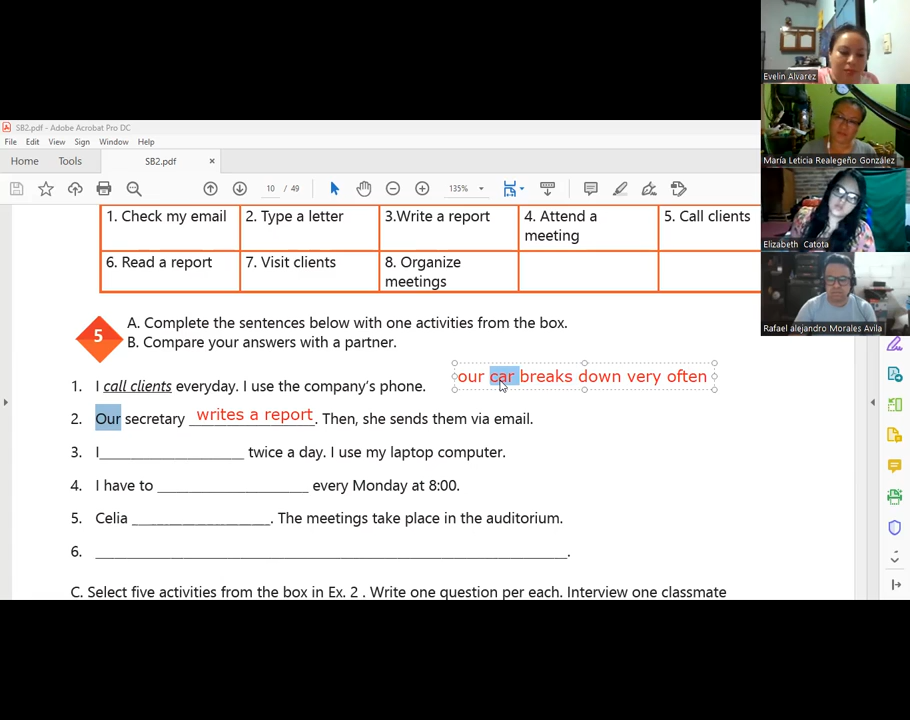 Evelin Alvarez
SB2.pdf - Adobe Acrobat Pro DC
File Edit View Sign Window Help
Home Tools SB2.pdf ×
10 / 49 135%
María Leticia Realegeño González
Elizabeth Catota
Rafael alejandro Morales Avila
1. Check my email 2. Type a letter 3.Write a report 4. Attend a meeting 5. Call clients
6. Read a report 7. Visit clients 8. Organize meetings
5 A. Complete the sentences below with one activities from the box.
B. Compare your answers with a partner.
our car breaks down very often
1. I call clients everyday. I use the company's phone.
2. Our secretary writes a report. Then, she sends them via email.
3. I____________________ twice a day. I use my laptop computer.
4. I have to _____________________ every Monday at 8:00.
5. Celia ___________________. The meetings take place in the auditorium.
6. __________________________________________________________________.
C. Select five activities from the box in Ex. 2 . Write one question per each. Interview one classmate